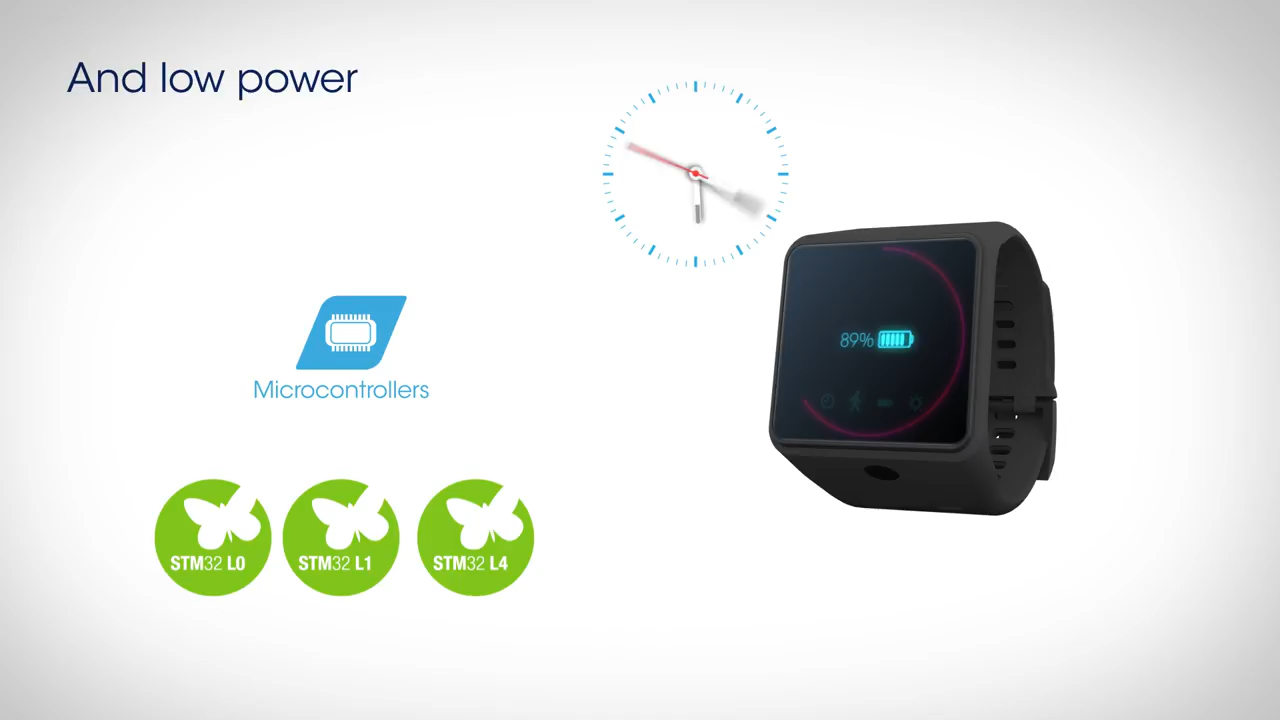 And low power
89%
Microcontrollers
STM32 L0
STM32 L1
STM32 L4